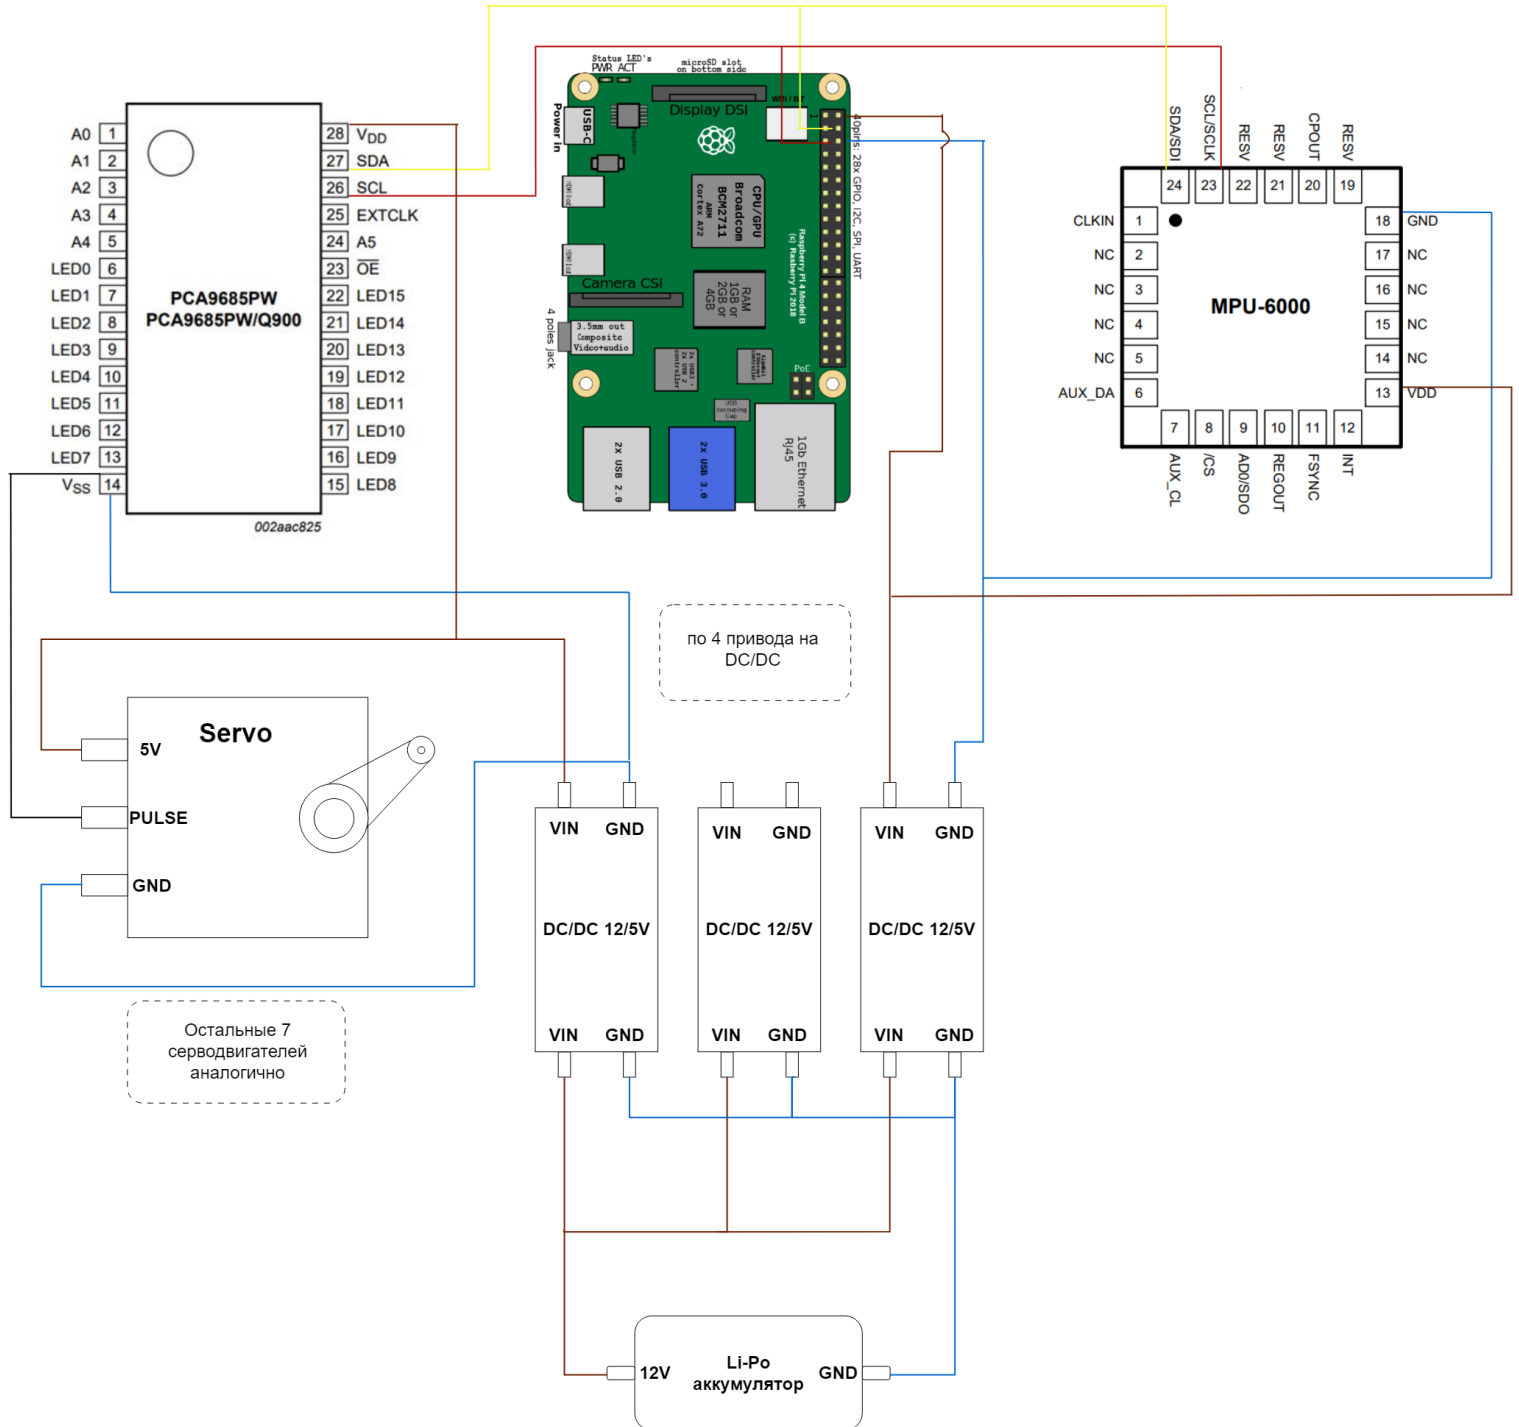 Status LED's
PWR ACT
microSD slot
on bottom side
Power in
USB-C
Display DSI
Wifi / BT
1
40pins: 28x GPIO, I2C, SPI, UART
CPU/GPU
Broadcom
BCM2711
ARM
Cortex A72
Raspberry Pi 4 Model B
(c) Rasberry Pi 2018
Camera CSI
RAM
1GB or
2GB or
4GB
3.5mm out
Composite
Video+audio
4 poles jack
PoE
2x USB 2.0
2x USB 3.0
1Gb Ethernet
RJ45
A0 1
A1 2
A2 3
A3 4
A4 5
LED0 6
LED1 7
LED2 8
LED3 9
LED4 10
LED5 11
LED6 12
LED7 13
VSS 14
PCA9685PW
PCA9685PW/Q900
28 VDD
27 SDA
26 SCL
25 EXTCLK
24 A5
23 OE
22 LED15
21 LED14
20 LED13
19 LED12
18 LED11
17 LED10
16 LED9
15 LED8
002aac825
SDA/SDI
SCL/SCLK
RESV
RESV
CPOUT
RESV
24 23 22 21 20 19
CLKIN 1
NC 2
NC 3
NC 4
NC 5
AUX_DA 6
MPU-6000
18 GND
17 NC
16 NC
15 NC
14 NC
13 VDD
7 8 9 10 11 12
AUX_CL
/CS
AD0/SDO
REGOUT
FSYNC
INT
по 4 привода на
DC/DC
Servo
5V
PULSE
GND
Остальные 7
серводвигателей
аналогично
VIN GND
DC/DC 12/5V
VIN GND
VIN GND
DC/DC 12/5V
VIN GND
VIN GND
DC/DC 12/5V
VIN GND
12V
Li-Po
аккумулятор
GND